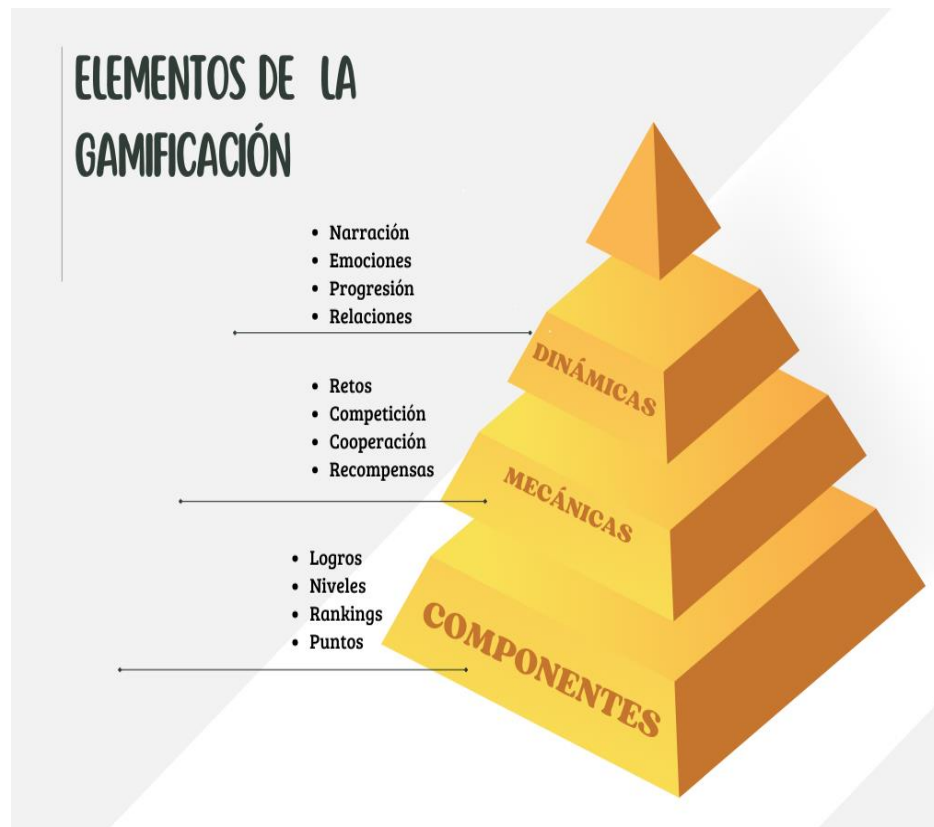 ELEMENTOS DE LA
GAMIFICACIÓN
• Narración
• Emociones
• Progresión
• Relaciones
DINÁMICAS
• Retos
• Competición
• Cooperación
• Recompensas
MECÁNICAS
• Logros
• Niveles
• Rankings
• Puntos
COMPONENTES